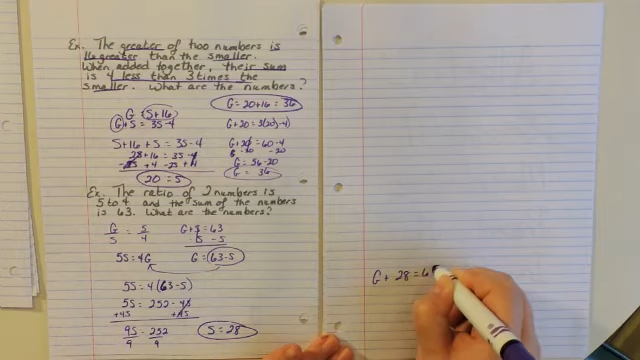 Ex. The greater of two numbers is
16 greater than the smaller.
When added together, their sum
is 4 less than 3 times the
smaller. What are the numbers?
G = S+16
G+S = 3S-4
S+16 + S = 3S-4
2S+16 = 3S-4
-2S +4 -2S +4
20 = S
G = 20+16 = 36
G+20 = 3(20)-4
G+20 = 60-4
-20 -20
G = 56-20
G = 36
Ex. The ratio of 2 numbers is
5 to 4 and the sum of the numbers
is 63. What are the numbers?
G/S = 5/4
5S = 4G
G+S = 63
-S -S
G = 63-S
5S = 4(63-S)
5S = 252-4S
+4S +4S
9S = 252
9 9
S = 28
G + 28 = 6